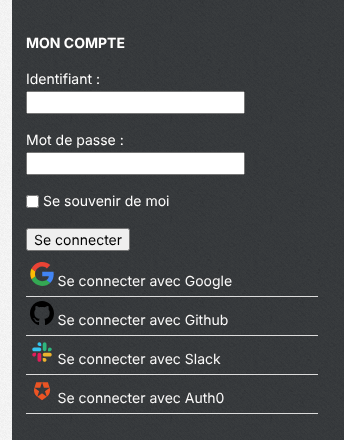 MON COMPTE
Identifiant :
Mot de passe :
Se souvenir de moi
Se connecter
Se connecter avec Google
Se connecter avec Github
Se connecter avec Slack
Se connecter avec Auth0